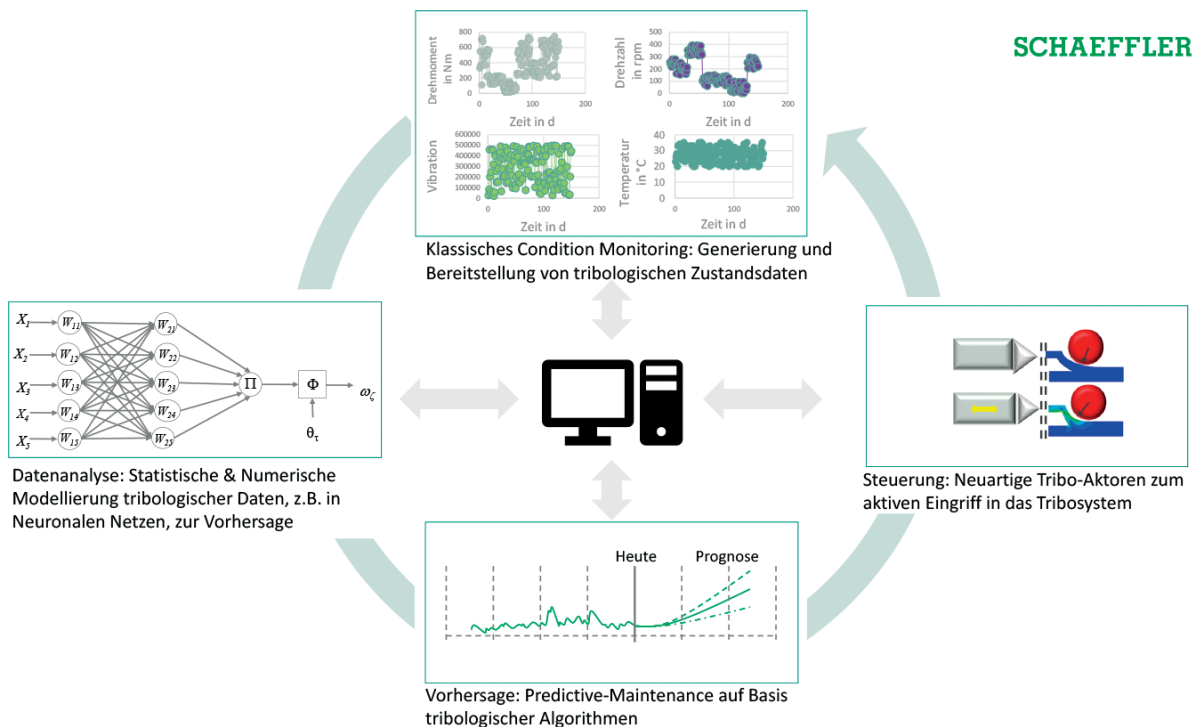 SCHAEFFLER
Drehmoment
in Nm
800
600
400
200
0
0
100
200
Zeit in d
Drehzahl
in rpm
500
400
300
200
100
0
0
100
200
Zeit in d
Vibration
600000
500000
400000
300000
200000
100000
0
0
100
200
Zeit in d
Temperatur
in °C
40
30
20
10
0
0
100
200
Zeit in d
Klassisches Condition Monitoring: Generierung und
Bereitstellung von tribologischen Zustandsdaten
X1 W11 W21
X2 W12 W22
X3 W13 W23 Π Φ ωζ
X4 W14 W24
X5 W15 W25
θτ
Datenanalyse: Statistische & Numerische
Modellierung tribologischer Daten, z.B. in
Neuronalen Netzen, zur Vorhersage
Steuerung: Neuartige Tribo-Aktoren zum
aktiven Eingriff in das Tribosystem
Heute Prognose
Vorhersage: Predictive-Maintenance auf Basis
tribologischer Algorithmen